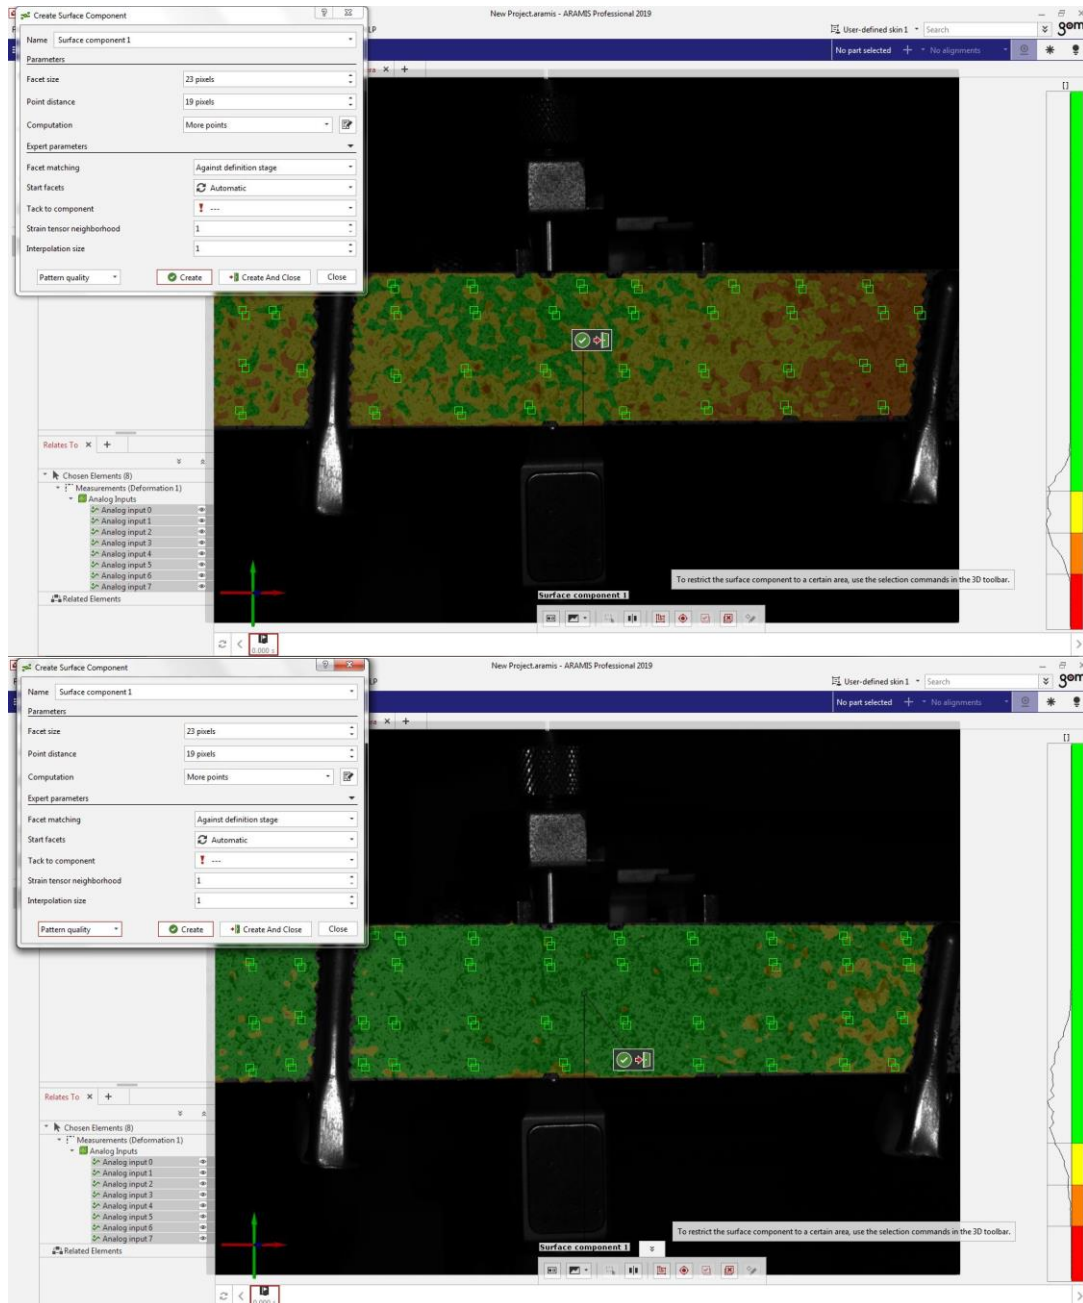 Create Surface Component
New Project.aramis - ARAMIS Professional 2019
LP
User-defined skin 1
Search
gom
Name
Surface component 1
No part selected
No alignments
Parameters
Facet size
23 pixels
Point distance
19 pixels
Computation
More points
Expert parameters
Facet matching
Against definition stage
Start facets
Automatic
Tack to component
---
Strain tensor neighborhood
1
Interpolation size
1
Pattern quality
Create
Create And Close
Close
[]
Relates To
Chosen Elements (8)
Measurements (Deformation 1)
Analog Inputs
Analog input 0
Analog input 1
Analog input 2
Analog input 3
Analog input 4
Analog input 5
Analog input 6
Analog input 7
Related Elements
To restrict the surface component to a certain area, use the selection commands in the 3D toolbar.
Surface component 1
0.000 s
Create Surface Component
New Project.aramis - ARAMIS Professional 2019
LP
User-defined skin 1
Search
gom
Name
Surface component 1
No part selected
No alignments
Parameters
Facet size
23 pixels
Point distance
19 pixels
Computation
More points
Expert parameters
Facet matching
Against definition stage
Start facets
Automatic
Tack to component
---
Strain tensor neighborhood
1
Interpolation size
1
Pattern quality
Create
Create And Close
Close
[]
Relates To
Chosen Elements (8)
Measurements (Deformation 1)
Analog Inputs
Analog input 0
Analog input 1
Analog input 2
Analog input 3
Analog input 4
Analog input 5
Analog input 6
Analog input 7
Related Elements
To restrict the surface component to a certain area, use the selection commands in the 3D toolbar.
Surface component 1
0.000 s